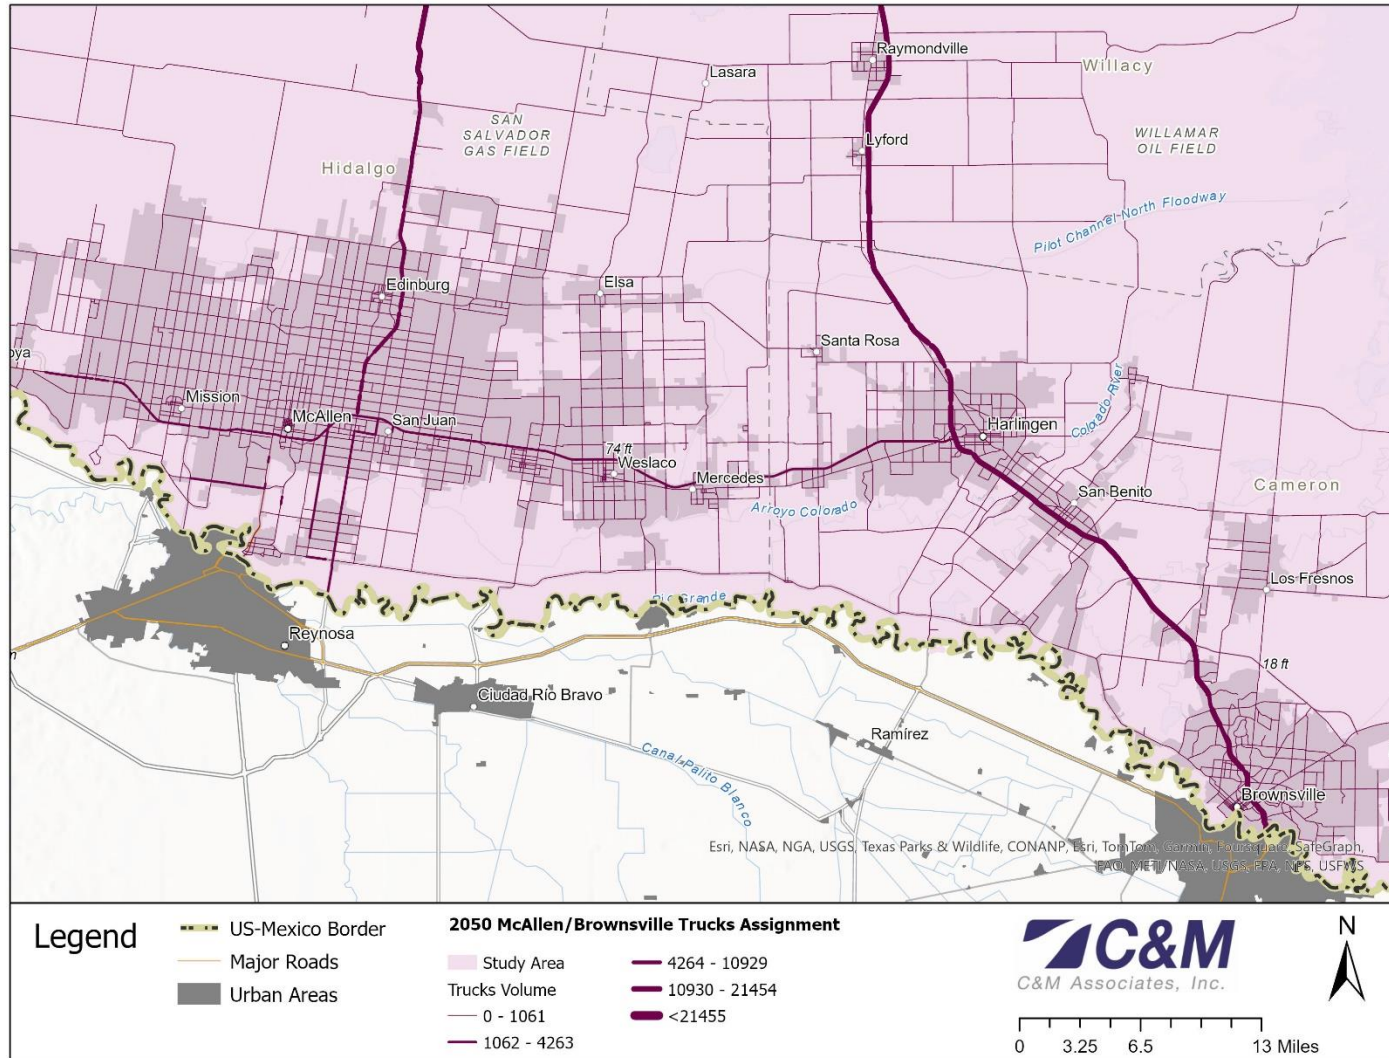 Raymondville
Willacy
Lasara
SAN
SALVADOR
GAS FIELD
WILLAMAR
OIL FIELD
Lyford
Hidalgo
Pilot Channel North Floodway
Edinburg
Elsa
Santa Rosa
oya
Mission
McAllen
San Juan
Harlingen
Colorado River
74 ft
Weslaco
Mercedes
Cameron
San Benito
Arroyo Colorado
Los Fresnos
Rio Grande
Reynosa
18 ft
n
Ciudad Río Bravo
Ramírez
Canal Palito Blanco
Brownsville
Esri, NASA, NGA, USGS, Texas Parks & Wildlife, CONANP, Esri, TomTom, Garmin, Foursquare, SafeGraph,
FAO, METI/NASA, USGS, EPA, NPS, USFWS
Legend
US-Mexico Border
Major Roads
Urban Areas
2050 McAllen/Brownsville Trucks Assignment
Study Area
Trucks Volume
0 - 1061
1062 - 4263
4264 - 10929
10930 - 21454
<21455
C&M
C&M Associates, Inc.
N
0 3.25 6.5 13 Miles